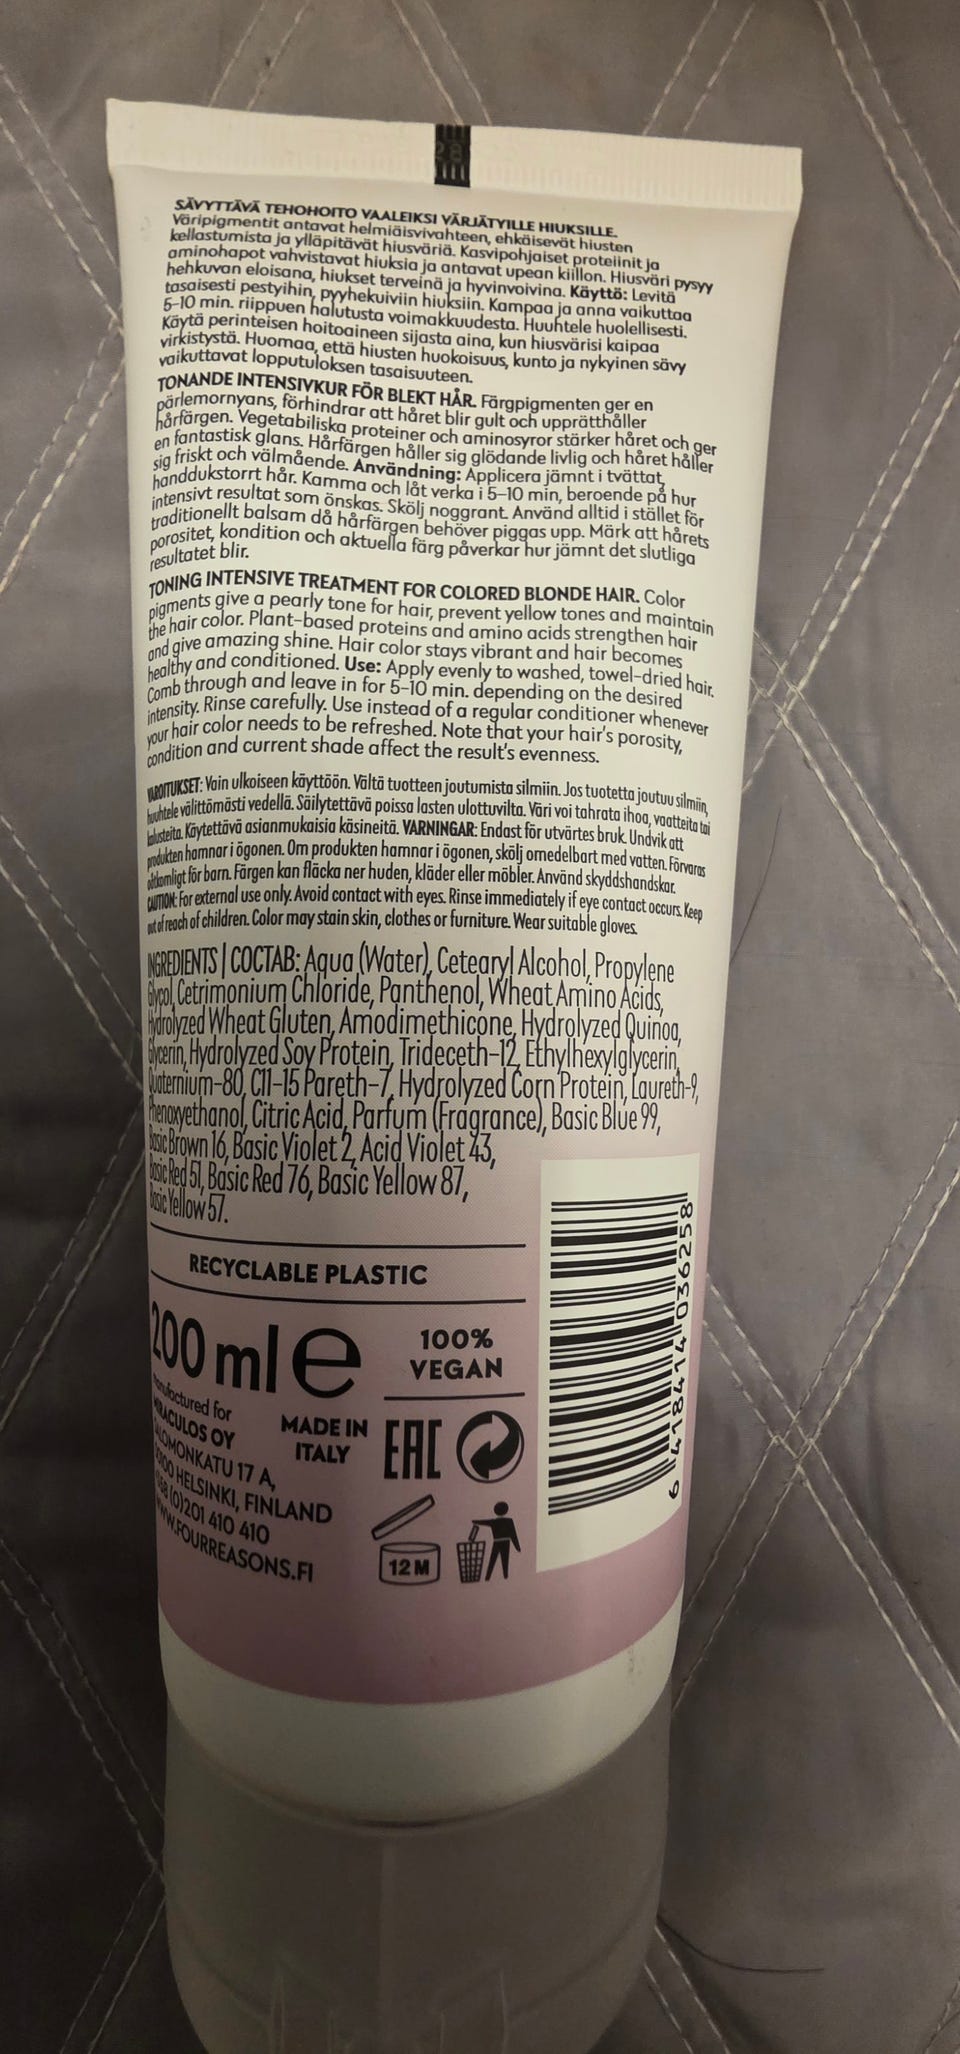 28
SÄVYTTÄVÄ TEHOHOITO VAALEIKSI VÄRJÄTYILLE HIUKSILLE.
Väripigmentit antavat helmiäisvivahteen, ehkäisevät hiusten
kellastumista ja ylläpitävät hiusväriä. Kasvipohjaiset proteiinit ja
aminohapot vahvistavat hiuksia ja antavat upean kiillon. Hiusväri pysyy
hehkuvan eloisana, hiukset terveinä ja hyvinvoivina. Käyttö: Levitä
tasaisesti pestyihin, pyyhekuiviin hiuksiin. Kampaa ja anna vaikuttaa
5-10 min. riippuen halutusta voimakkuudesta. Huuhtele huolellisesti.
Käytä perinteisen hoitoaineen sijasta aina, kun hiusvärisi kaipaa
virkistystä. Huomaa, että hiusten huokoisuus, kunto ja nykyinen sävy
vaikuttavat lopputuloksen tasaisuuteen.
TONANDE INTENSIVKUR FÖR BLEKT HÅR. Färgpigmenten ger en
pärlemornyans, förhindrar att håret blir gult och upprätthåller
hårfärgen. Vegetabiliska proteiner och aminosyror stärker håret och ger
en fantastisk glans. Hårfärgen håller sig glödande livlig och håret håller
sig friskt och välmående. Användning: Applicera jämnt i tvättat,
handdukstorrt hår. Kamma och låt verka i 5-10 min, beroende på hur
intensivt resultat som önskas. Skölj noggrant. Använd alltid i stället för
traditionellt balsam då hårfärgen behöver piggas upp. Märk att hårets
porositet, kondition och aktuella färg påverkar hur jämnt det slutliga
resultatet blir.
TONING INTENSIVE TREATMENT FOR COLORED BLONDE HAIR. Color
pigments give a pearly tone for hair, prevent yellow tones and maintain
the hair color. Plant-based proteins and amino acids strengthen hair
and give amazing shine. Hair color stays vibrant and hair becomes
healthy and conditioned. Use: Apply evenly to washed, towel-dried hair.
Comb through and leave in for 5-10 min. depending on the desired
intensity. Rinse carefully. Use instead of a regular conditioner whenever
your hair color needs to be refreshed. Note that your hair's porosity,
condition and current shade affect the result's evenness.
VAROITUKSET: Vain ulkoiseen käyttöön. Vältä tuotteen joutumista silmiin. Jos tuotetta joutuu silmiin,
huuhtele välittömästi vedellä. Säilytettävä poissa lasten ulottuvilta. Väri voi tahrata ihoa, vaatteita tai
kalusteita. Käytettävä asianmukaisia käsineitä. VARNINGAR: Endast för utvärtes bruk. Undvik att
produkten hamnar i ögonen. Om produkten hamnar i ögonen, skölj omedelbart med vatten. Förvaras
oåtkomligt för barn. Färgen kan fläcka ner huden, kläder eller möbler. Använd skyddshandskar.
CAUTION: For external use only. Avoid contact with eyes. Rinse immediately if eye contact occurs. Keep
out of reach of children. Color may stain skin, clothes or furniture. Wear suitable gloves.
INGREDIENTS | СОСТАВ: Aqua (Water), Cetearyl Alcohol, Propylene
Glycol, Cetrimonium Chloride, Panthenol, Wheat Amino Acids,
Hydrolyzed Wheat Gluten, Amodimethicone, Hydrolyzed Quinoa,
Glycerin, Hydrolyzed Soy Protein, Trideceth-12, Ethylhexylglycerin,
Quaternium-80, C11-15 Pareth-7, Hydrolyzed Corn Protein, Laureth-9,
Phenoxyethanol, Citric Acid, Parfum (Fragrance), Basic Blue 99,
Basic Brown 16, Basic Violet 2, Acid Violet 43,
Basic Red 51, Basic Red 76, Basic Yellow 87,
Basic Yellow 57.
RECYCLABLE PLASTIC
200 ml e
100%
VEGAN
manufactured for
MIRACULOS OY
SALOMONKATU 17 A,
00100 HELSINKI, FINLAND
+358 (0)201 410 410
WWW.FOURREASONS.FI
MADE IN
ITALY
EAC
12 M
6 418414 036258